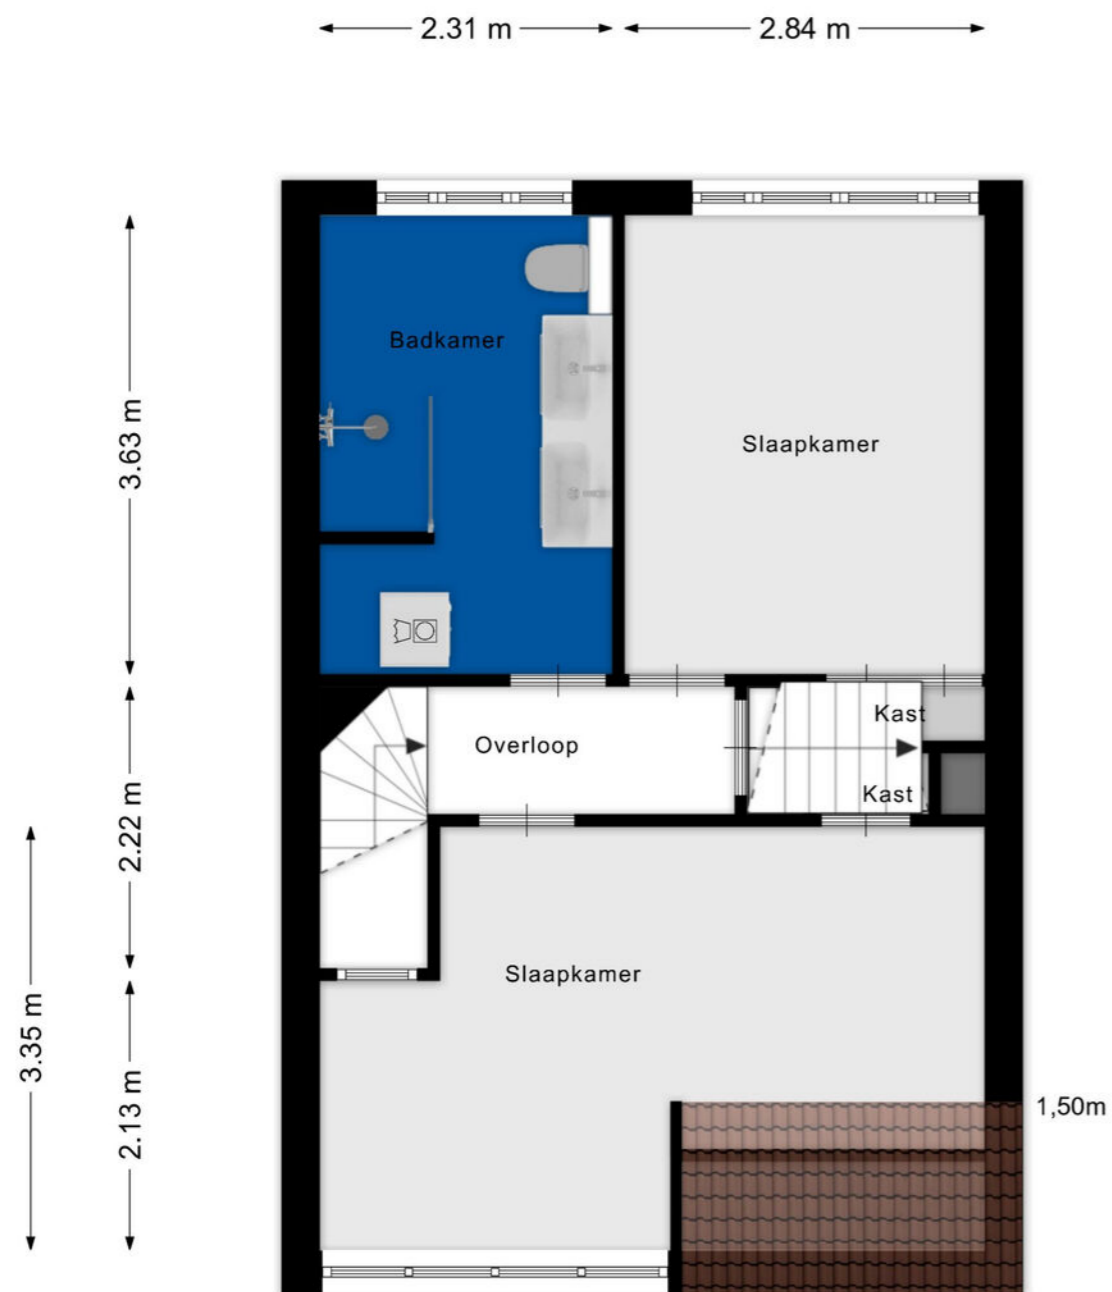 2.31 m
2.84 m
Badkamer
3.63 m
Slaapkamer
Kast
Overloop
Kast
2.22 m
Slaapkamer
3.35 m
2.13 m
1,50m